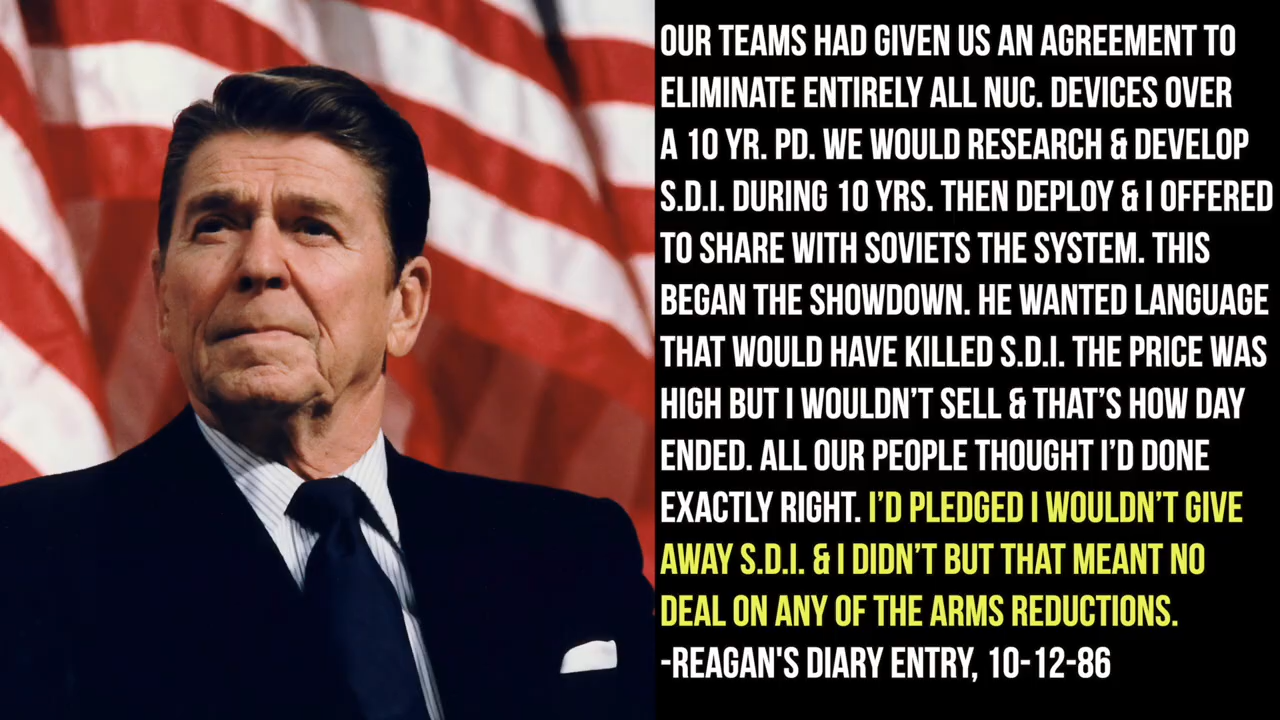 OUR TEAMS HAD GIVEN US AN AGREEMENT TO
ELIMINATE ENTIRELY ALL NUC. DEVICES OVER
A 10 YR. PD. WE WOULD RESEARCH & DEVELOP
S.D.I. DURING 10 YRS. THEN DEPLOY & I OFFERED
TO SHARE WITH SOVIETS THE SYSTEM. THIS
BEGAN THE SHOWDOWN. HE WANTED LANGUAGE
THAT WOULD HAVE KILLED S.D.I. THE PRICE WAS
HIGH BUT I WOULDN’T SELL & THAT’S HOW DAY
ENDED. ALL OUR PEOPLE THOUGHT I’D DONE
EXACTLY RIGHT. I’D PLEDGED I WOULDN’T GIVE
AWAY S.D.I. & I DIDN’T BUT THAT MEANT NO
DEAL ON ANY OF THE ARMS REDUCTIONS.
-REAGAN'S DIARY ENTRY, 10-12-86